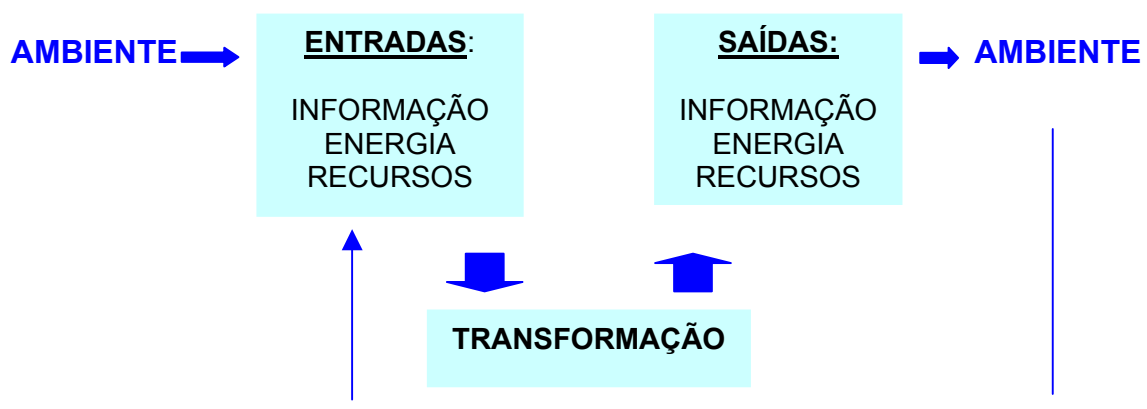 AMBIENTE
ENTRADAS:
INFORMAÇÃO
ENERGIA
RECURSOS
SAÍDAS:
INFORMAÇÃO
ENERGIA
RECURSOS
AMBIENTE
TRANSFORMAÇÃO